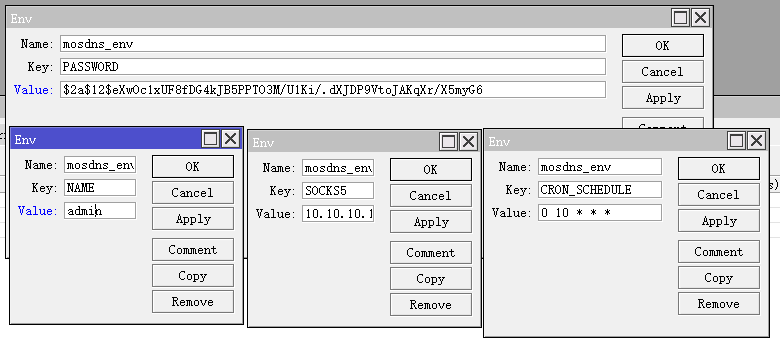 Env
Name: mosdns_env
OK
Key: PASSWORD
Cancel
Value: $2a$12$eXwOc1xUF8fDG4kJB5PPTO3M/U1Ki/.dXJDP9VtoJAKqXr/X5myG6
Apply
Env
Name: mosdns_env
OK
Key: NAME
Cancel
Value: admin
Apply
Comment
Copy
Remove
Env
Name: mosdns_env
OK
Key: SOCKS5
Cancel
Value: 10.10.10.1
Apply
Comment
Copy
Remove
Env
Name: mosdns_env
OK
Key: CRON_SCHEDULE
Cancel
Value: 0 10 * * *
Apply
Comment
Copy
Remove